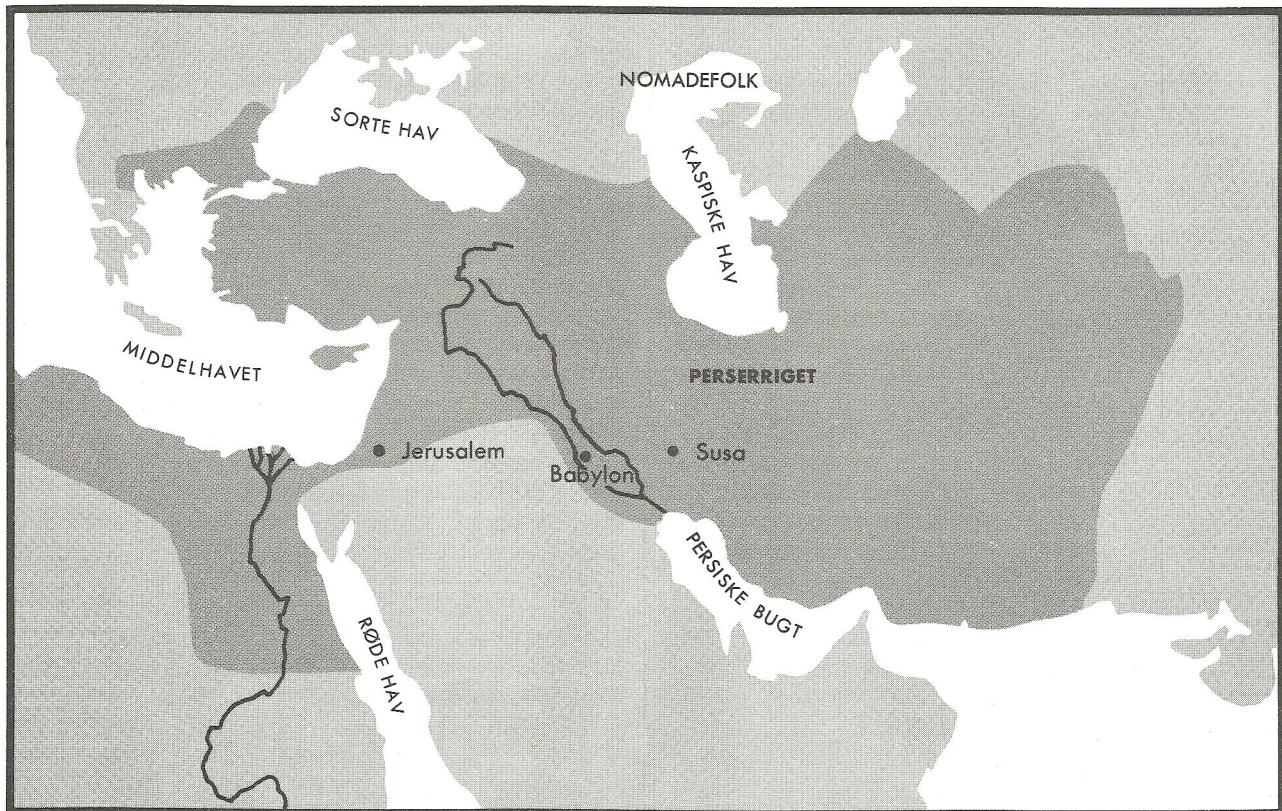 NOMADEFOLK
SORTE HAV
KASPISKE HAV
MIDDELHAVET
PERSERRIGET
Jerusalem
Babylon
Susa
PERSISKE BUGT
RØDE HAV